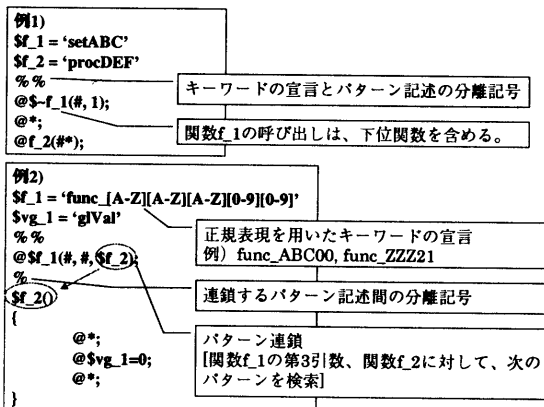 例1)
$f_1 = ‘setABC’
$f_2 = ‘procDEF’
%%
キーワードの宣言とパターン記述の分離記号
@$~f_1(#, 1);
@*;
関数f_1の呼び出しは、下位関数を含める。
@f_2(#*);
例2)
$f_1 = ‘func_[A-Z][A-Z][A-Z][0-9][0-9]’
$vg_1 = ‘glVal’
%%
正規表現を用いたキーワードの宣言
例）func_ABC00, func_ZZZ21
@$f_1(#, #, $f_2);
%
連鎖するパターン記述間の分離記号
$f_2()
{
@*;
@$vg_1=0;
@*;
}
パターン連鎖
[関数f_1の第3引数、関数f_2に対して、次の
パターンを検索]